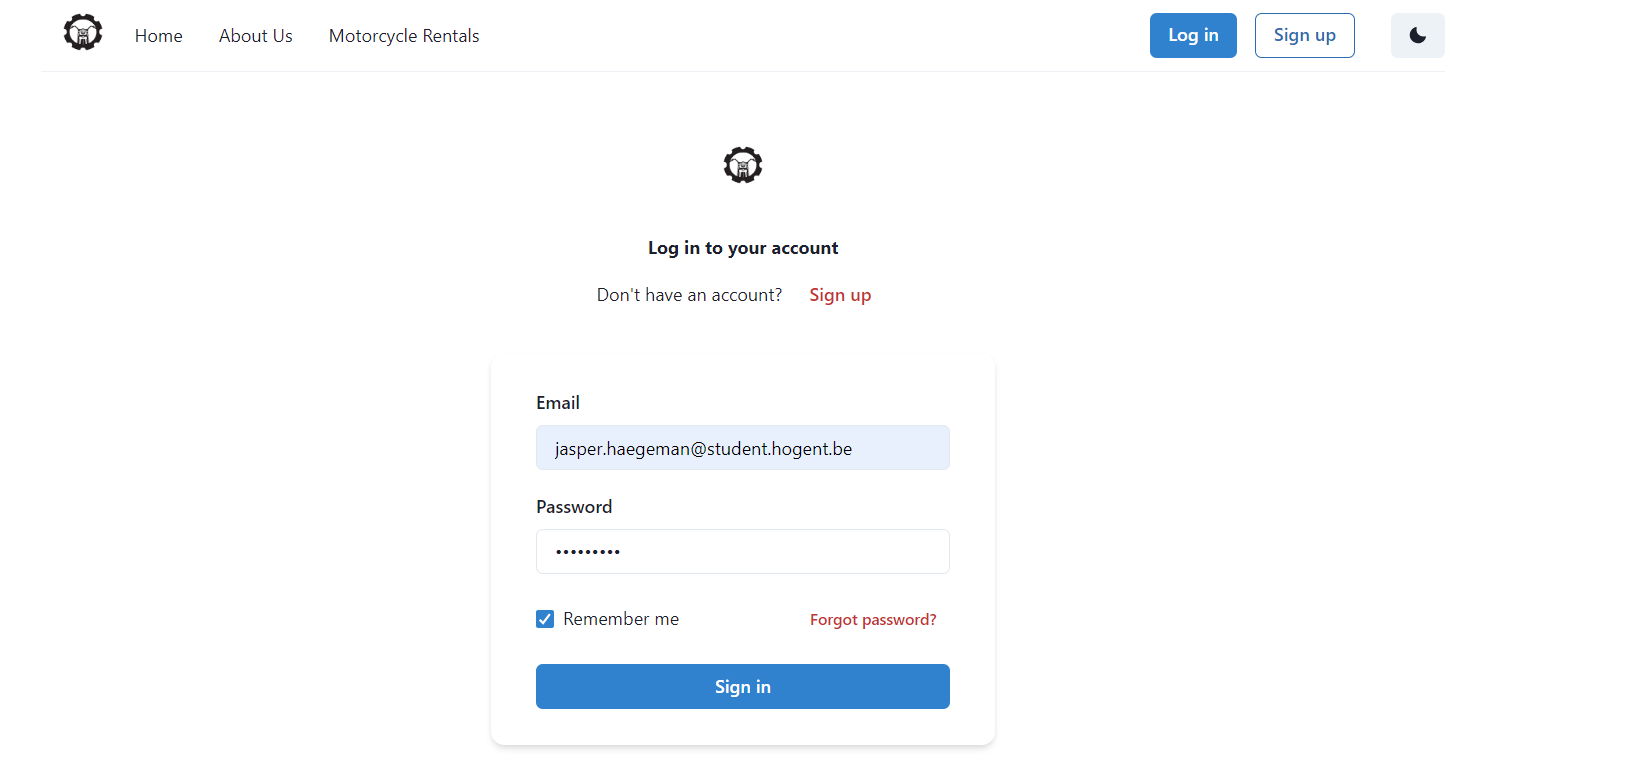 Home About Us Motorcycle Rentals Log in Sign up
Log in to your account
Don't have an account? Sign up
Email
jasper.haegeman@student.hogent.be
Password
•••••••••
Remember me Forgot password?
Sign in